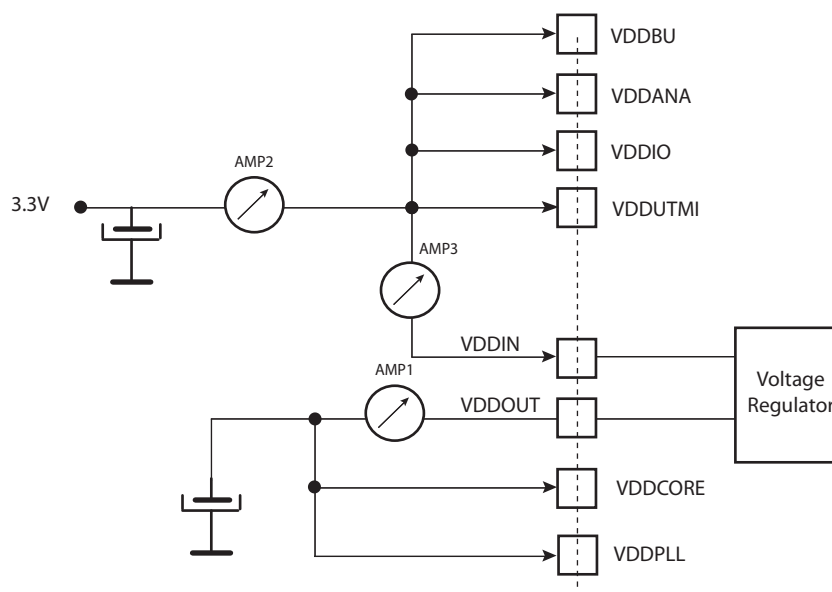 VDDBU
VDDANA
VDDIO
AMP2
3.3V
VDDUTMI
AMP3
VDDIN
AMP1
VDDOUT
Voltage
Regulator
VDDCORE
VDDPLL